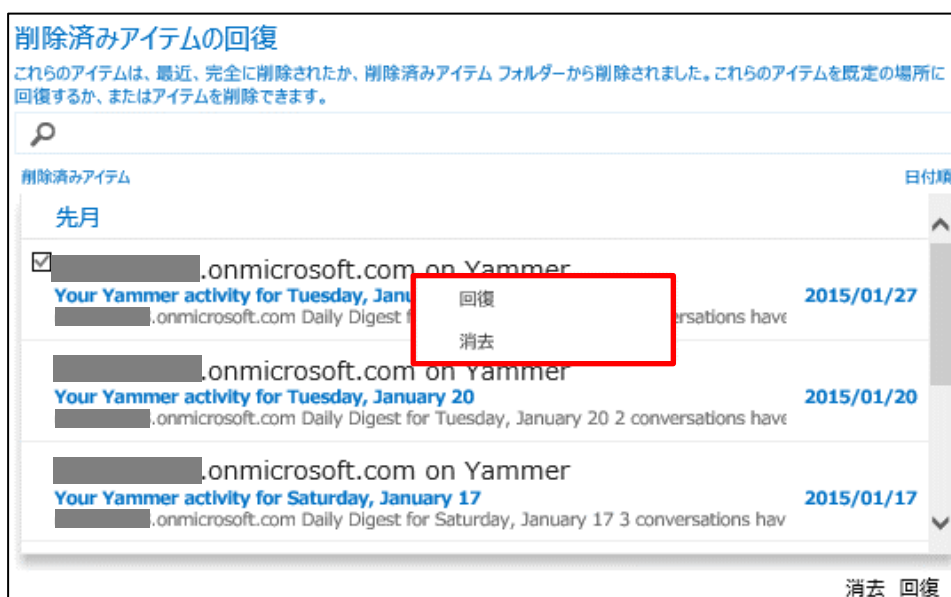 削除済みアイテムの回復
これらのアイテムは、最近、完全に削除されたか、削除済みアイテム フォルダーから削除されました。これらのアイテムを既定の場所に
回復するか、またはアイテムを削除できます。
削除済みアイテム 日付順
先月
.onmicrosoft.com on Yammer
Your Yammer activity for Tuesday, 2015/01/27
.onmicrosoft.com Daily Digest have
回復
消去
.onmicrosoft.com on Yammer
Your Yammer activity for Tuesday, January 20 2015/01/20
.onmicrosoft.com Daily Digest for Tuesday, January 20 2 conversations have
.onmicrosoft.com on Yammer
Your Yammer activity for Saturday, January 17 2015/01/17
.onmicrosoft.com Daily Digest for Saturday, January 17 3 conversations hav
消去 回復